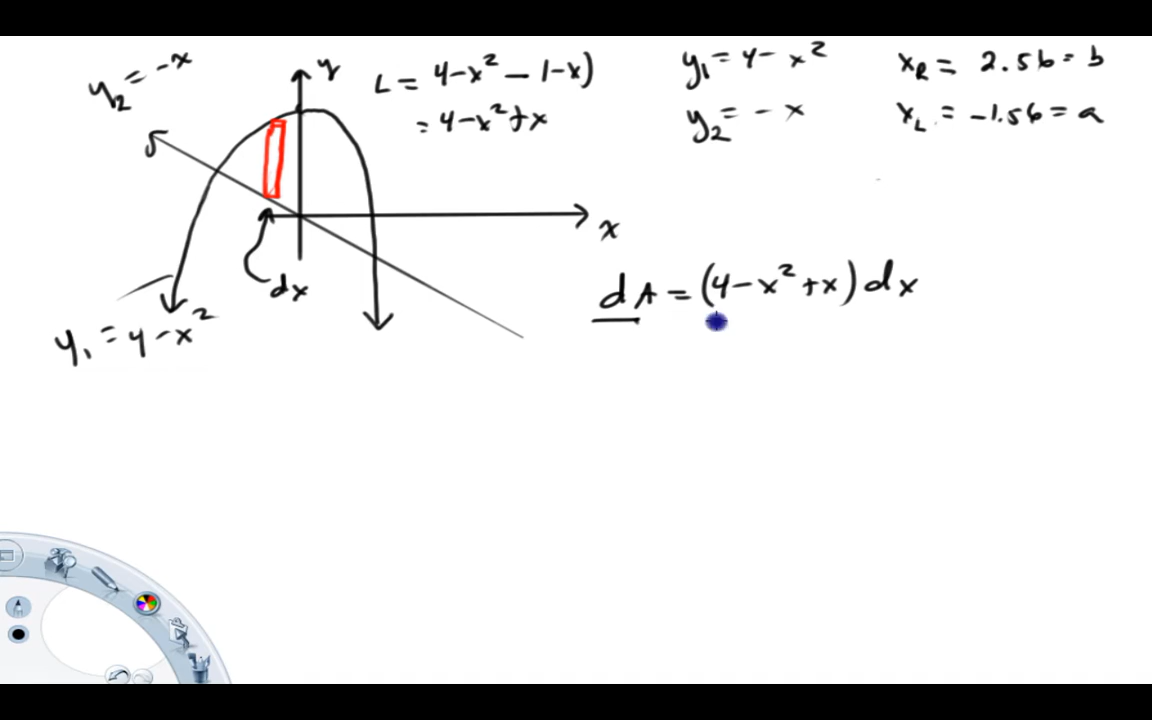 y₂ = -x
y
L = 4-x² - (-x)
= 4-x²+x
y₁ = 4-x²
y₂ = -x
x_R = 2.56 = b
x_L = -1.56 = a
x
dx
y₁ = 4-x²
dA = (4-x²+x)dx